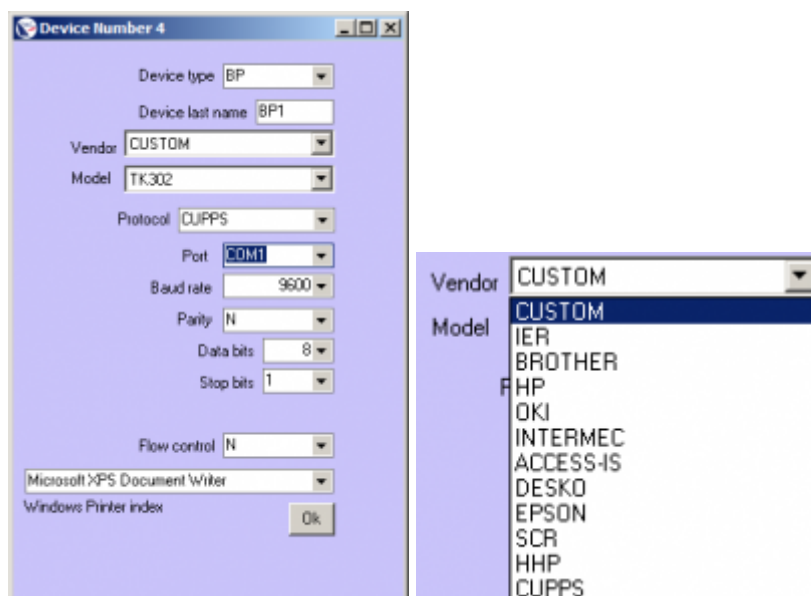 Device Number 4
Device type BP
Device last name BP1
Vendor CUSTOM
Model TK302
Protocol CUPPS
Port COM1
Baud rate 9600
Parity N
Data bits 8
Stop bits 1
Flow control N
Microsoft XPS Document Writer
Windows Printer index
Ok
Vendor CUSTOM
CUSTOM
Model
IER
BROTHER
P
HP
OKI
INTERMEC
ACCESS-IS
DESKO
EPSON
SCR
HHP
CUPPS